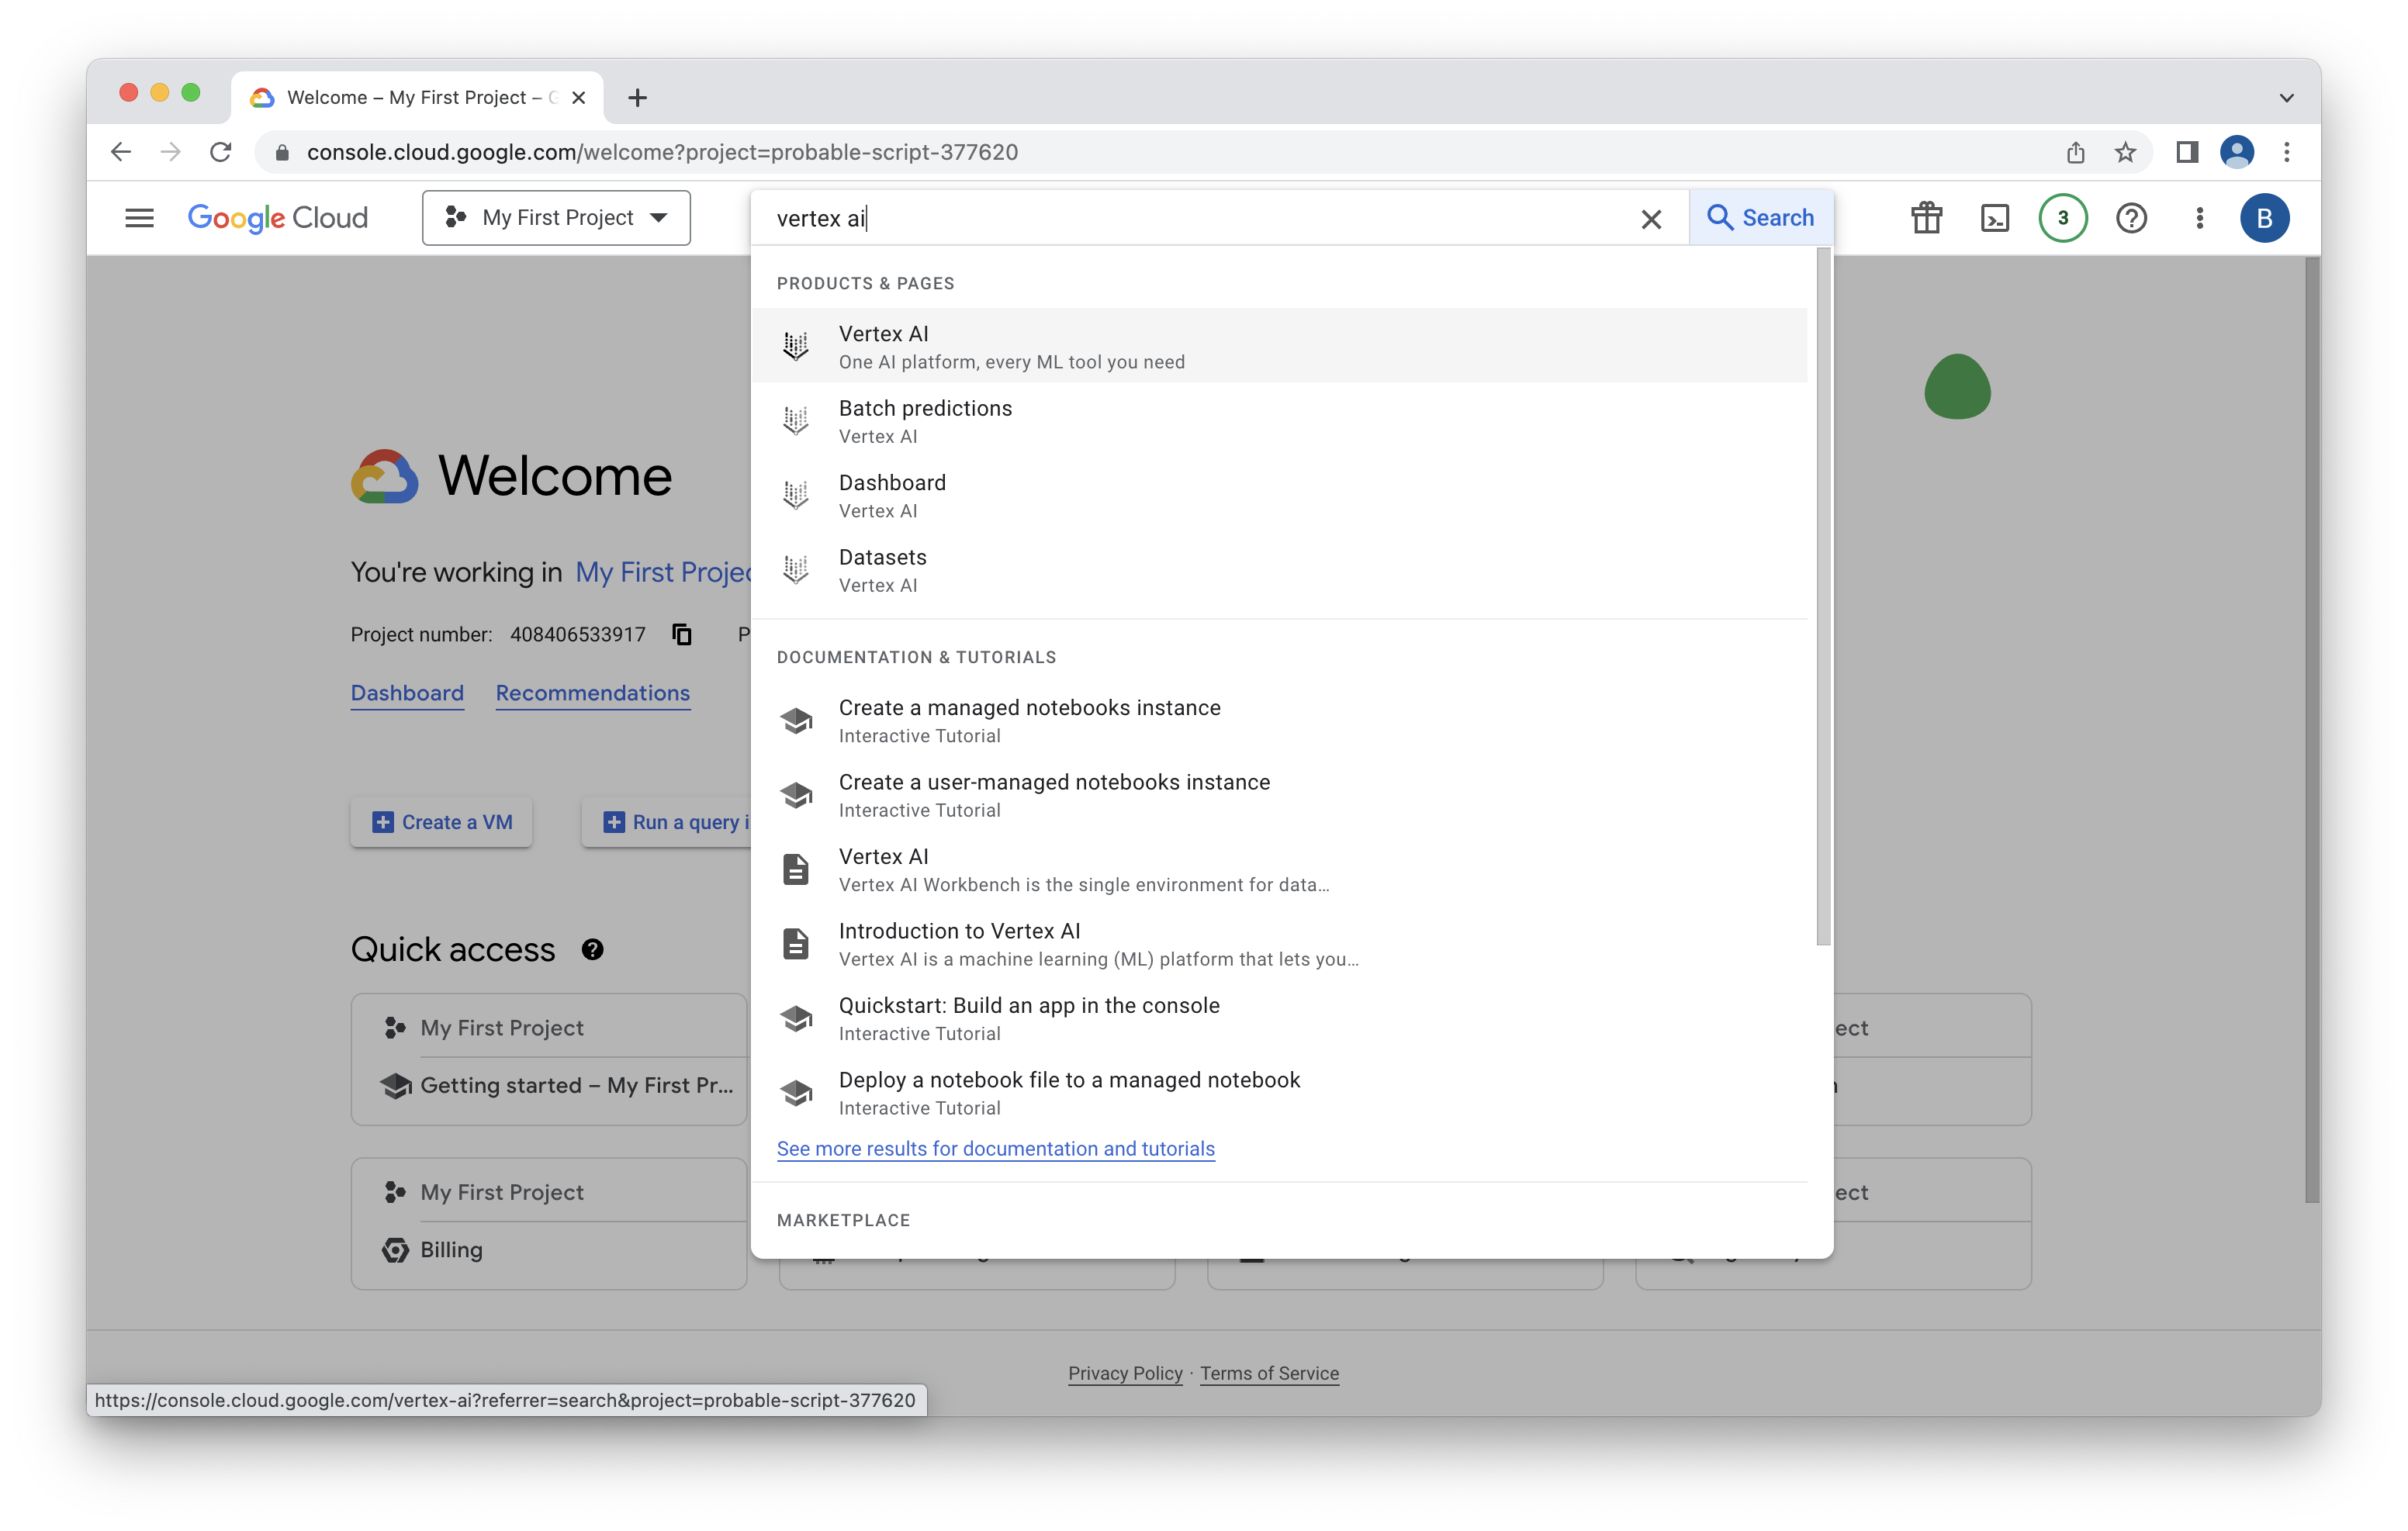 Welcome – My First Project –
console.cloud.google.com/welcome?project=probable-script-377620
Google Cloud
My First Project
vertex ai
Search
3
B
PRODUCTS & PAGES
Vertex AI
One AI platform, every ML tool you need
Batch predictions
Vertex AI
Dashboard
Vertex AI
Datasets
Vertex AI
DOCUMENTATION & TUTORIALS
Create a managed notebooks instance
Interactive Tutorial
Create a user-managed notebooks instance
Interactive Tutorial
Vertex AI
Vertex AI Workbench is the single environment for data…
Introduction to Vertex AI
Vertex AI is a machine learning (ML) platform that lets you…
Quickstart: Build an app in the console
Interactive Tutorial
Deploy a notebook file to a managed notebook
Interactive Tutorial
See more results for documentation and tutorials
MARKETPLACE
Welcome
You're working in My First Projec
Project number: 408406533917 P
Dashboard Recommendations
Create a VM
Run a query i
Quick access
My First Project
Getting started – My First Pr...
My First Project
Billing
ect
ect
Privacy Policy · Terms of Service
https://console.cloud.google.com/vertex-ai?referrer=search&project=probable-script-377620